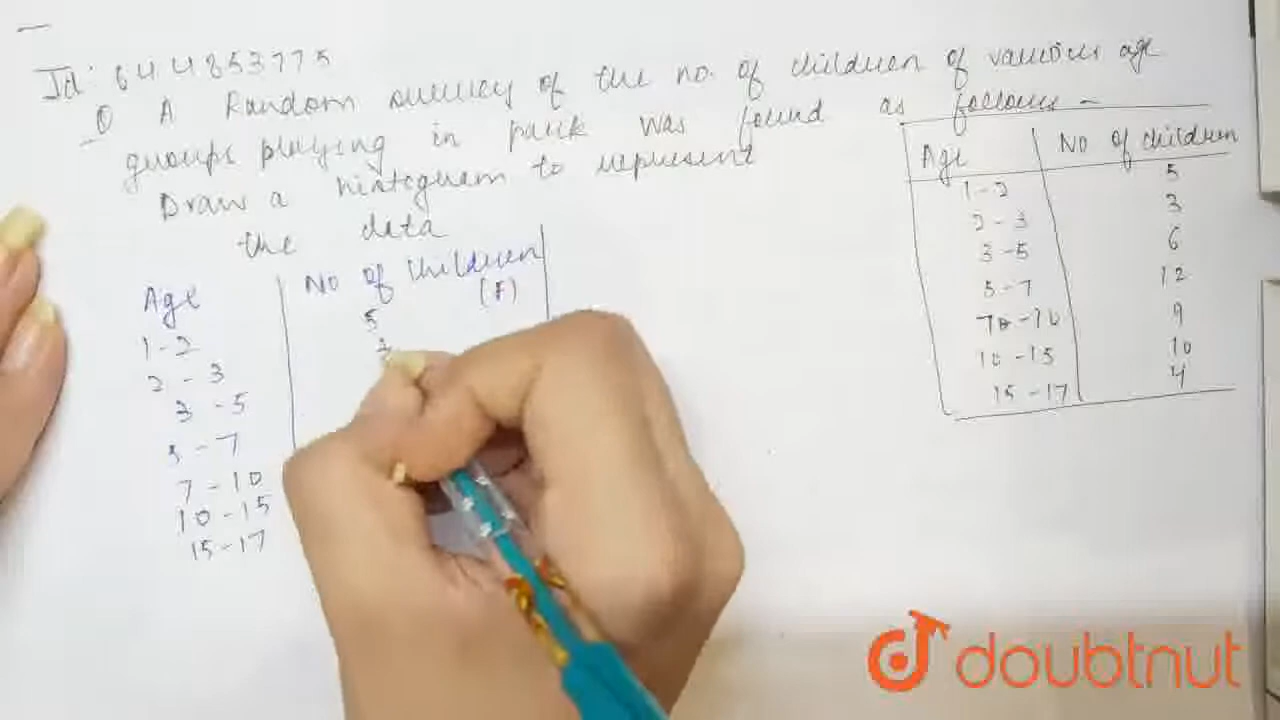 Id: 644853775
Q A Random survey of the no. of children of various age
groups playing in park was found as follows –
Draw a histogram to represent
the data
Age No of children
1-2 5
2-3 3
3-5 6
5-7 12
7-10 9
10-15 10
15-17 4
Age No of children
(F)
1-2 5
2-3
3-5
5-7
7-10
10-15
15-17
doubtnut